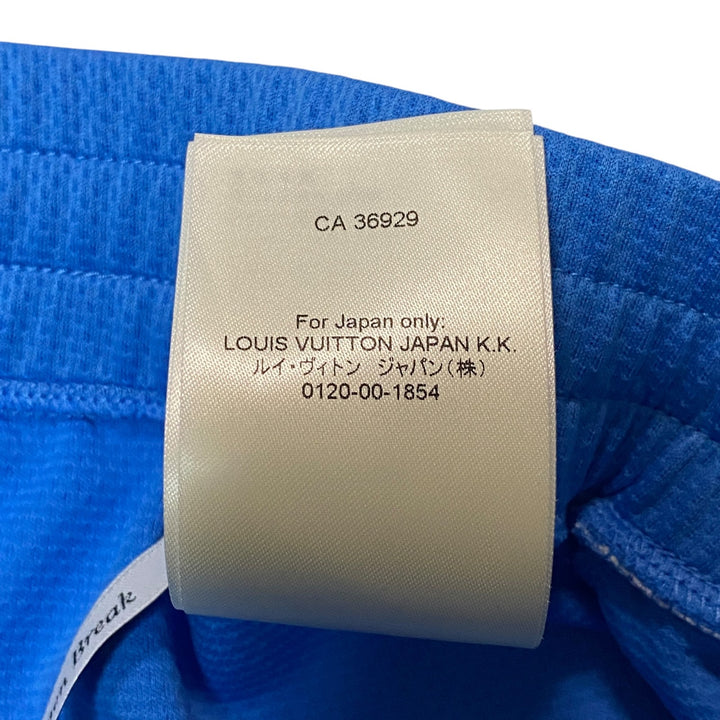 CA 36929
For Japan only:
LOUIS VUITTON JAPAN K.K.
ルイ・ヴィトン ジャパン(株)
0120-00-1854
Break